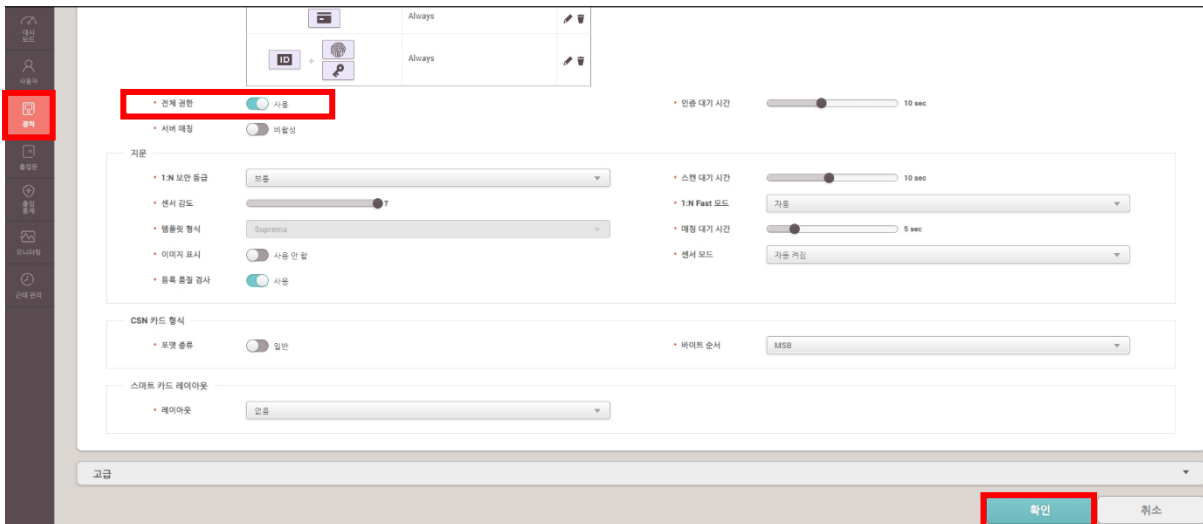 대시
보드
사용자
장치
출입문
출입
통제
모니터링
근태 관리
Always
ID
+
Always
• 전체 권한
사용
• 인증 대기 시간
10 sec
• 서버 매칭
비활성
지문
• 1:N 보안 등급
보통
• 스캔 대기 시간
10 sec
• 센서 감도
7
• 1:N Fast 모드
자동
• 템플릿 형식
Suprema
• 매칭 대기 시간
5 sec
• 이미지 표시
사용 안 함
• 센서 모드
자동 켜짐
• 등록 품질 검사
사용
CSN 카드 형식
• 포맷 종류
일반
• 바이트 순서
MSB
스마트 카드 레이아웃
• 레이아웃
없음
고급
확인
취소